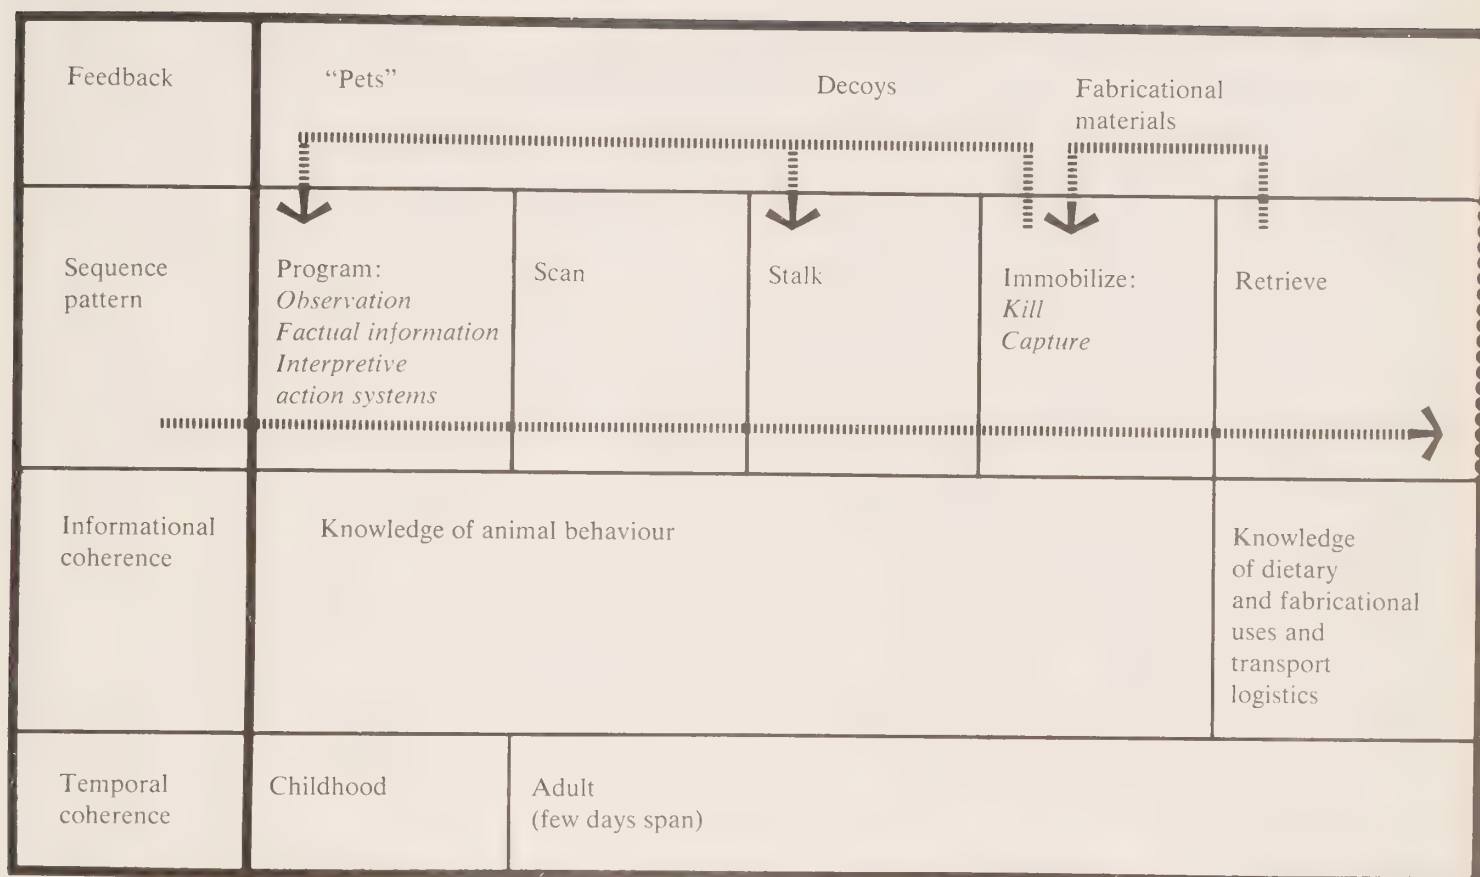 Feedback
“Pets”
Decoys
Fabricational
materials
Sequence
pattern
Program:
Observation
Factual information
Interpretive
action systems
Scan
Stalk
Immobilize:
Kill
Capture
Retrieve
Informational
coherence
Knowledge of animal behaviour
Knowledge
of dietary
and fabricational
uses and
transport
logistics
Temporal
coherence
Childhood
Adult
(few days span)